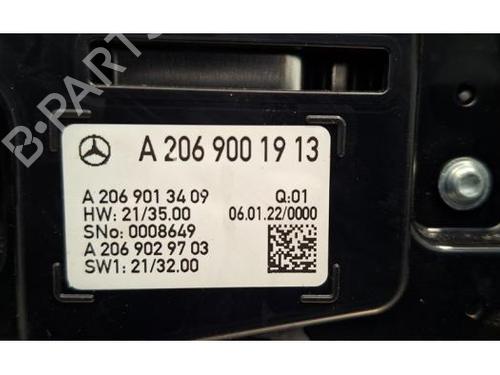 B-PARTS
A 206 900 19 13
A 206 901 34 09 Q:01
HW: 21/35.00 06.01.22/0000
SNo: 0008649
A 206 902 97 03
SW1: 21/32.00